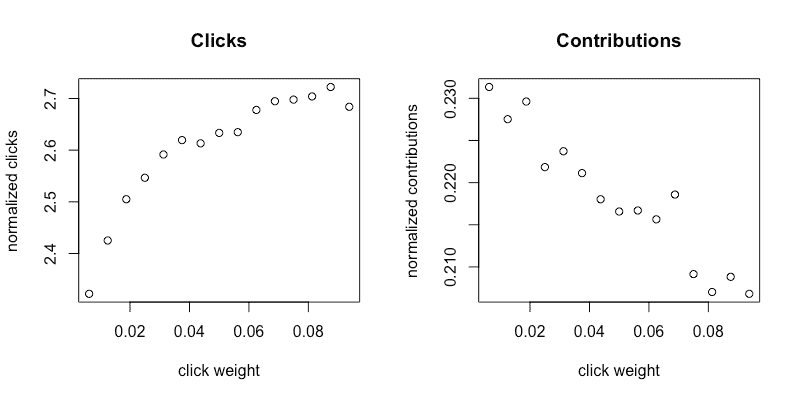 Clicks
normalized clicks
2.7
2.6
2.5
2.4
0.02 0.04 0.06 0.08
click weight
Contributions
normalized contributions
0.230
0.220
0.210
0.02 0.04 0.06 0.08
click weight